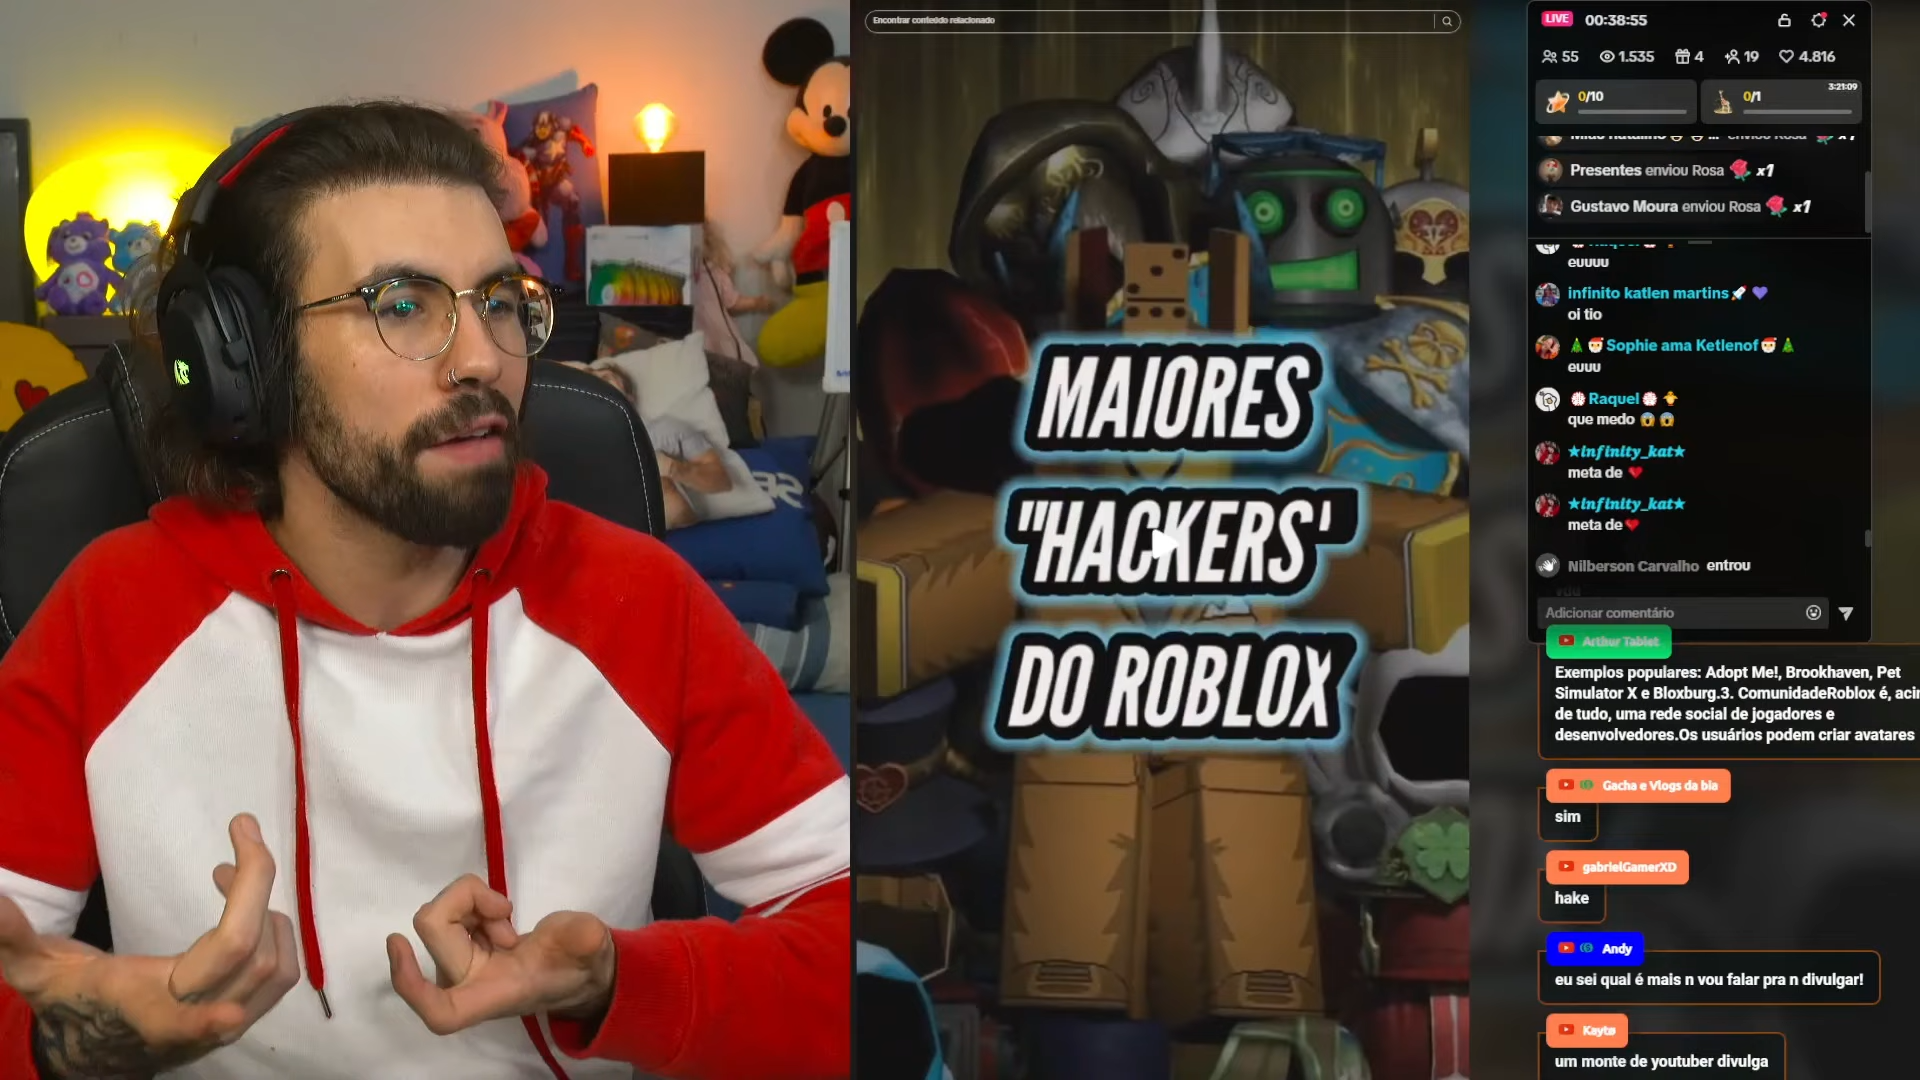 Encontrar conteúdo relacionado
MAIORES
"HACKERS'
DO ROBLOX
LIVE 00:38:55
55 1.535 4 19 4.816
0/10
0/1 3:21:09
Presentes enviou Rosa x1
Gustavo Moura enviou Rosa x1
euuuu
infinito katlen martins
oi tio
Sophie ama Ketlenof
euuu
Raquel
que medo
★infinity_kat★
meta de
★infinity_kat★
meta de
Nilberson Carvalho entrou
Adicionar comentário
Arthur Tablet
Exemplos populares: Adopt Me!, Brookhaven, Pet
Simulator X e Bloxburg.3. ComunidadeRoblox é,
de tudo, uma rede social de jogadores e
desenvolvedores.Os usuários podem criar avatares
Gacha e Vlogs da bia
sim
gabrielGamerXD
hake
Andy
eu sei qual é mais n vou falar pra n divulgar!
Kayto
um monte de youtuber divulga